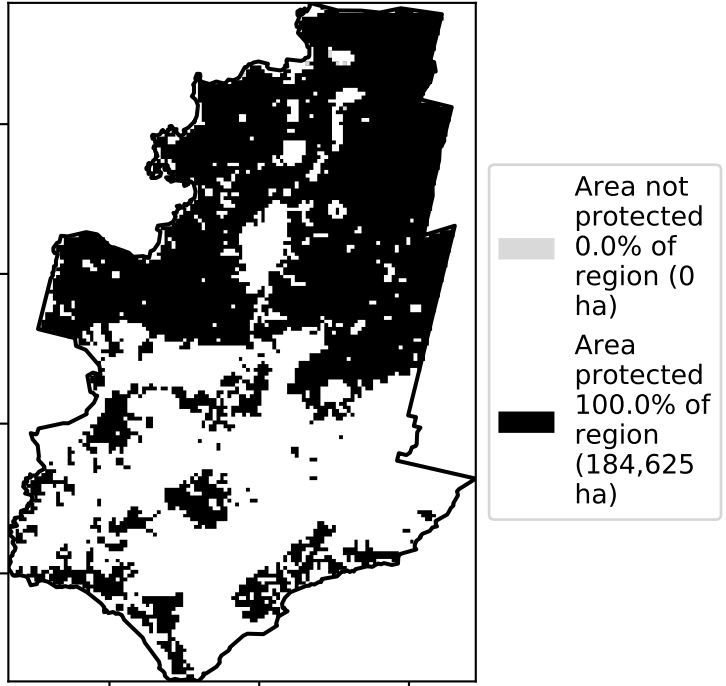 Area not
protected
0.0% of
region (0
ha)
Area
protected
100.0% of
region
(184,625
ha)